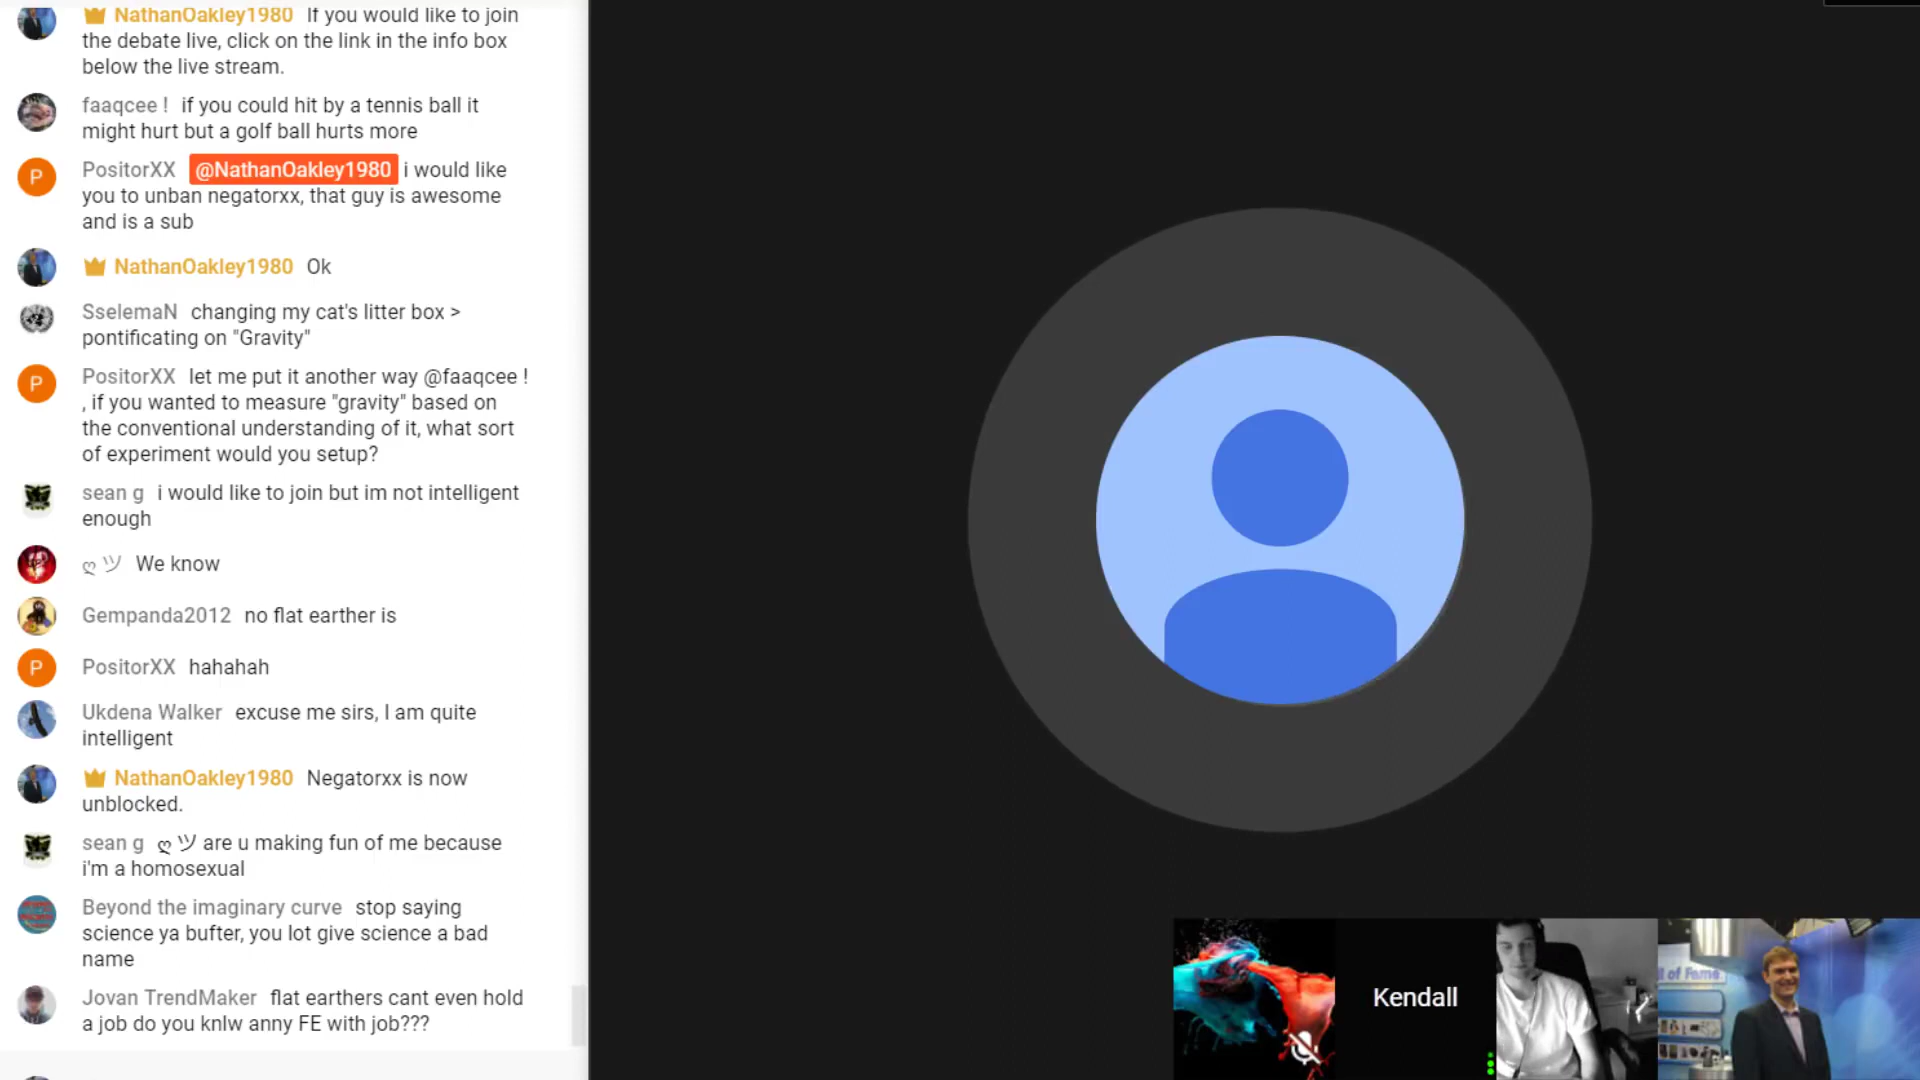 NathanOakley1980 If you would like to join
the debate live, click on the link in the info box
below the live stream.
faaqcee ! if you could hit by a tennis ball it
might hurt but a golf ball hurts more
P
PositorXX @NathanOakley1980 i would like
you to unban negatorxx, that guy is awesome
and is a sub
NathanOakley1980 Ok
SselemaN changing my cat's litter box >
pontificating on "Gravity"
P
PositorXX let me put it another way @faaqcee !
, if you wanted to measure "gravity" based on
the conventional understanding of it, what sort
of experiment would you setup?
sean g i would like to join but im not intelligent
enough
ღ ツ We know
Gempanda2012 no flat earther is
P
PositorXX hahahah
Ukdena Walker excuse me sirs, I am quite
intelligent
NathanOakley1980 Negatorxx is now
unblocked.
sean g ღ ツ are u making fun of me because
i'm a homosexual
Beyond the imaginary curve stop saying
science ya bufter, you lot give science a bad
name
Jovan TrendMaker flat earthers cant even hold
a job do you knlw anny FE with job???
Kendall
l of Fame